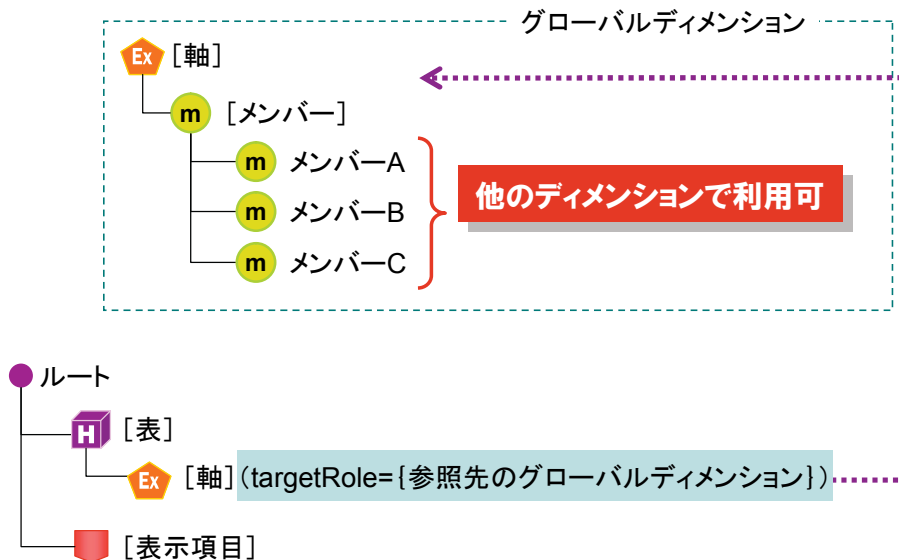 グローバルディメンション
Ex ［軸］
m ［メンバー］
m メンバーA
m メンバーB
m メンバーC
他のディメンションで利用可
ルート
H ［表］
Ex ［軸］（targetRole=｛参照先のグローバルディメンション｝）
［表示項目］